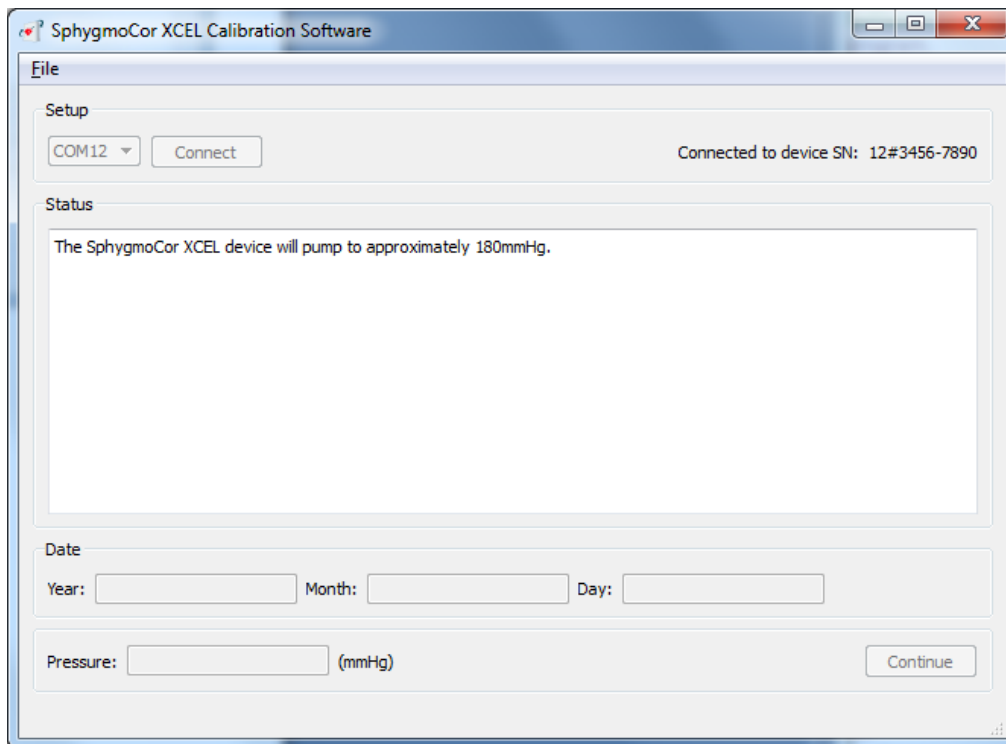 SphygmoCor XCEL Calibration Software
File
Setup
COM12 Connect Connected to device SN: 12#3456-7890
Status
The SphygmoCor XCEL device will pump to approximately 180mmHg.
Date
Year: Month: Day:
Pressure: (mmHg) Continue